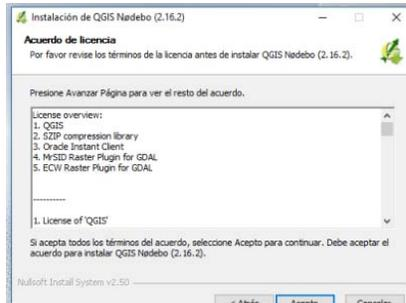 Instalación de QGIS Nødebo (2.16.2)
Acuerdo de licencia
Por favor revise los términos de la licencia antes de instalar QGIS Nødebo (2.16.2).
Presione Avanzar Página para ver el resto del acuerdo.
License overview:
1. QGIS
2. SZIP compression library
3. Oracle Instant Client
4. MrSID Raster Plugin for GDAL
5. ECW Raster Plugin for GDAL
----------
1. License of 'QGIS'
Si acepta todos los términos del acuerdo, seleccione Acepto para continuar. Debe aceptar el
acuerdo para instalar QGIS Nødebo (2.16.2).
Nullsoft Install System v2.50
< Atrás Acepto Cancelar